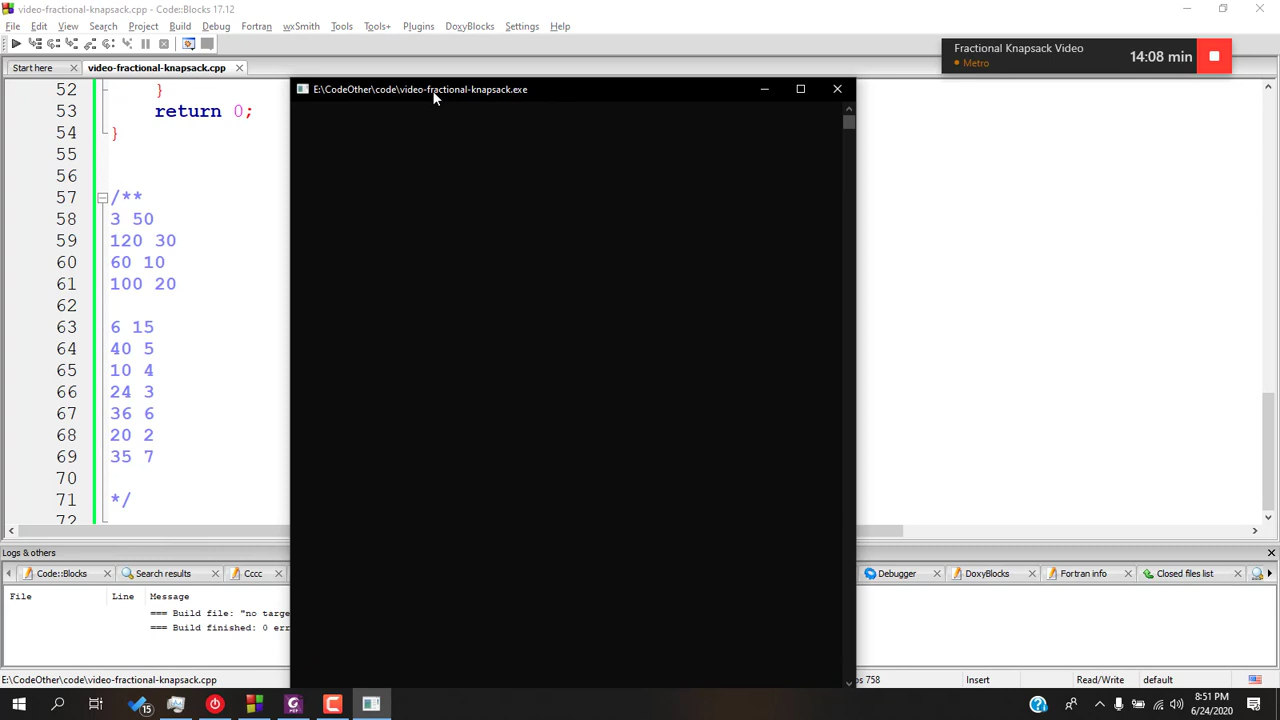 video-fractional-knapsack.cpp - Code::Blocks 17.12
File Edit View Search Project Build Debug Fortran wxSmith Tools Tools+ Plugins DoxyBlocks Settings Help
Fractional Knapsack Video
Metro
14:08 min
Start here
video-fractional-knapsack.cpp
E:\CodeOther\code\video-fractional-knapsack.exe
52 }
53 return 0;
54 }
55
56
57 /**
58 3 50
59 120 30
60 60 10
61 100 20
62
63 6 15
64 40 5
65 10 4
66 24 3
67 36 6
68 20 2
69 35 7
70
71 */
72
Logs & others
Code::Blocks Search results Cccc Debugger DoxyBlocks Fortran info Closed files list
File Line Message
=== Build file: "no targe
=== Build finished: 0 err
E:\CodeOther\code\video-fractional-knapsack.cpp
os 758 Insert Read/Write default
15
8:51 PM
6/24/2020